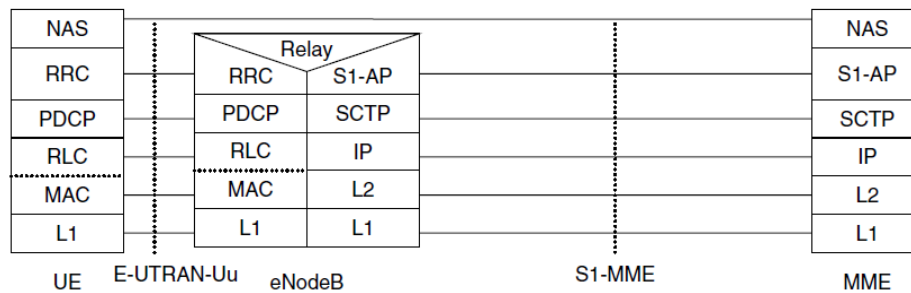 NAS
RRC
PDCP
RLC
MAC
L1
UE
E-UTRAN-Uu
Relay
RRC S1-AP
PDCP SCTP
RLC IP
MAC L2
L1 L1
eNodeB
S1-MME
NAS
S1-AP
SCTP
IP
L2
L1
MME